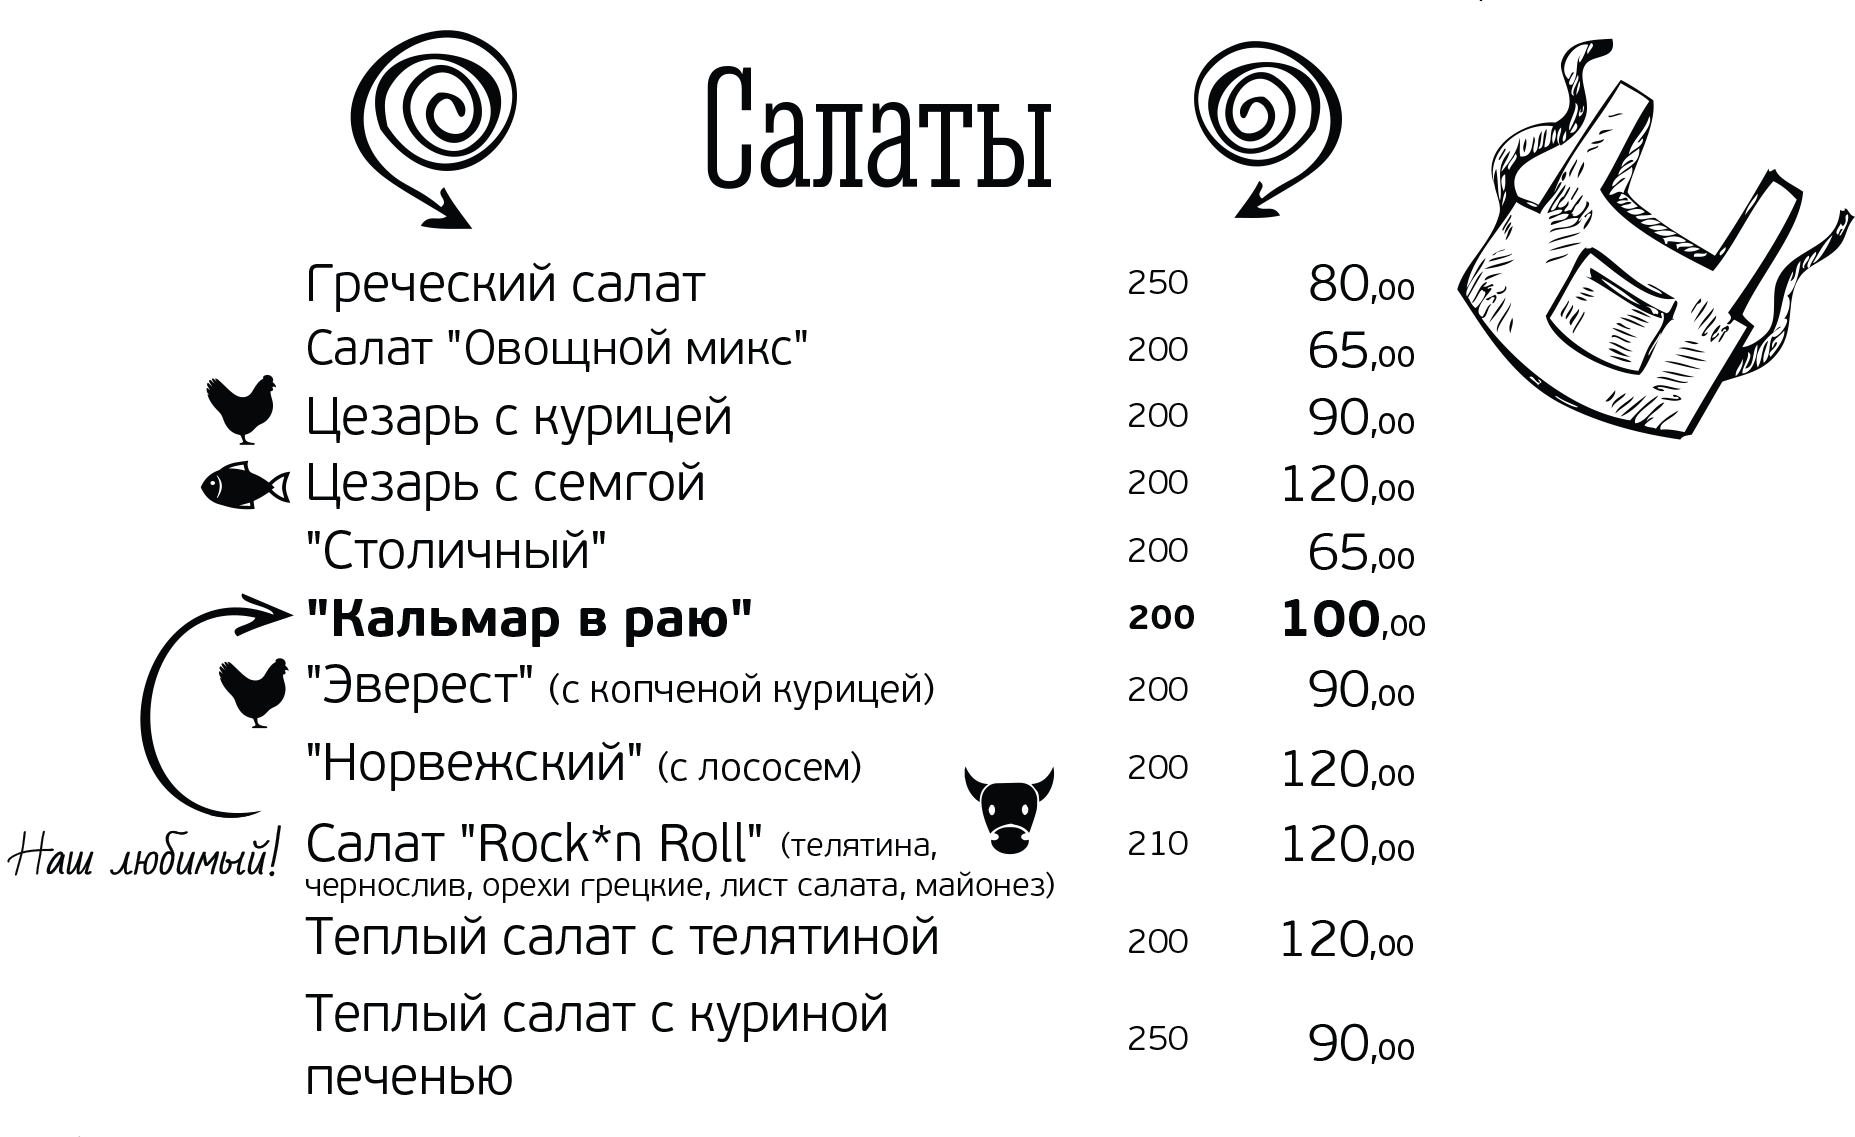 Салаты
Греческий салат 250 80,00
Салат "Овощной микс" 200 65,00
Цезарь с курицей 200 90,00
Цезарь с семгой 200 120,00
"Столичный" 200 65,00
"Кальмар в раю" 200 100,00
"Эверест" (с копченой курицей) 200 90,00
"Норвежский" (с лососем) 200 120,00
Наш любимый!
Салат "Rock*n Roll" (телятина, 210 120,00
чернослив, орехи грецкие, лист салата, майонез)
Теплый салат с телятиной 200 120,00
Теплый салат с куриной
печенью 250 90,00